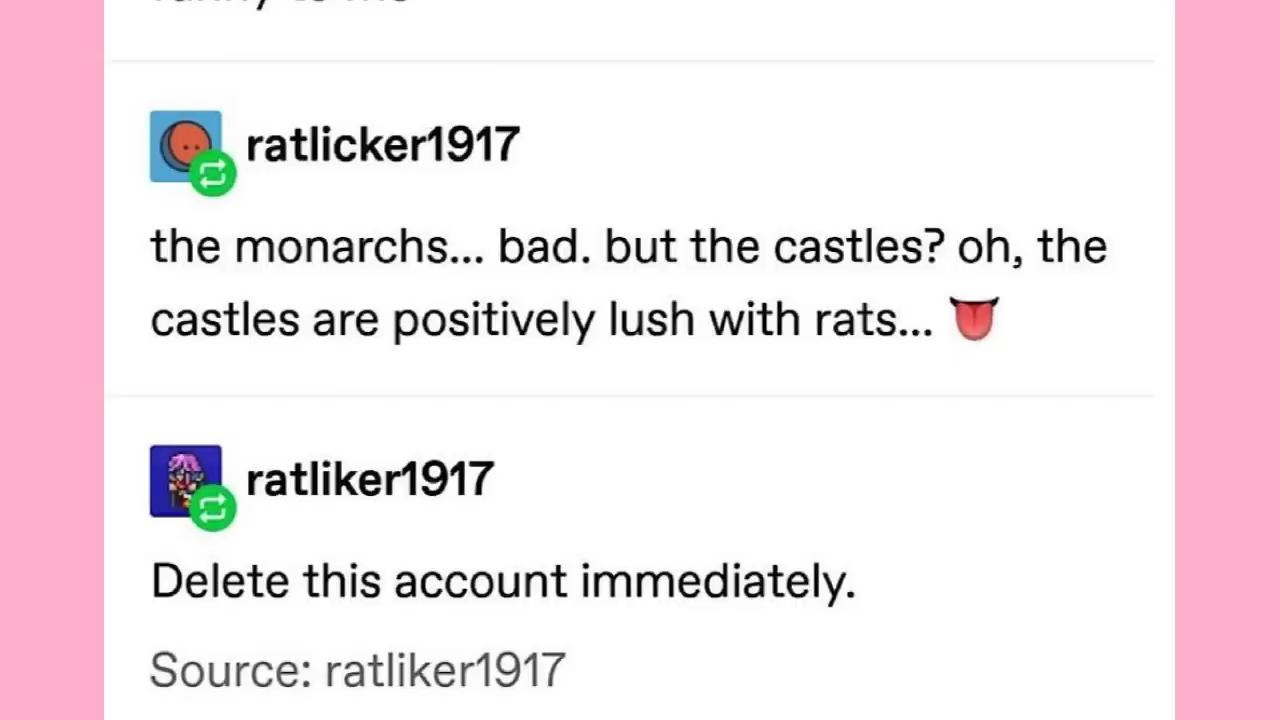 ratlicker1917
the monarchs... bad. but the castles? oh, the
castles are positively lush with rats... 👅
ratliker1917
Delete this account immediately.
Source: ratliker1917